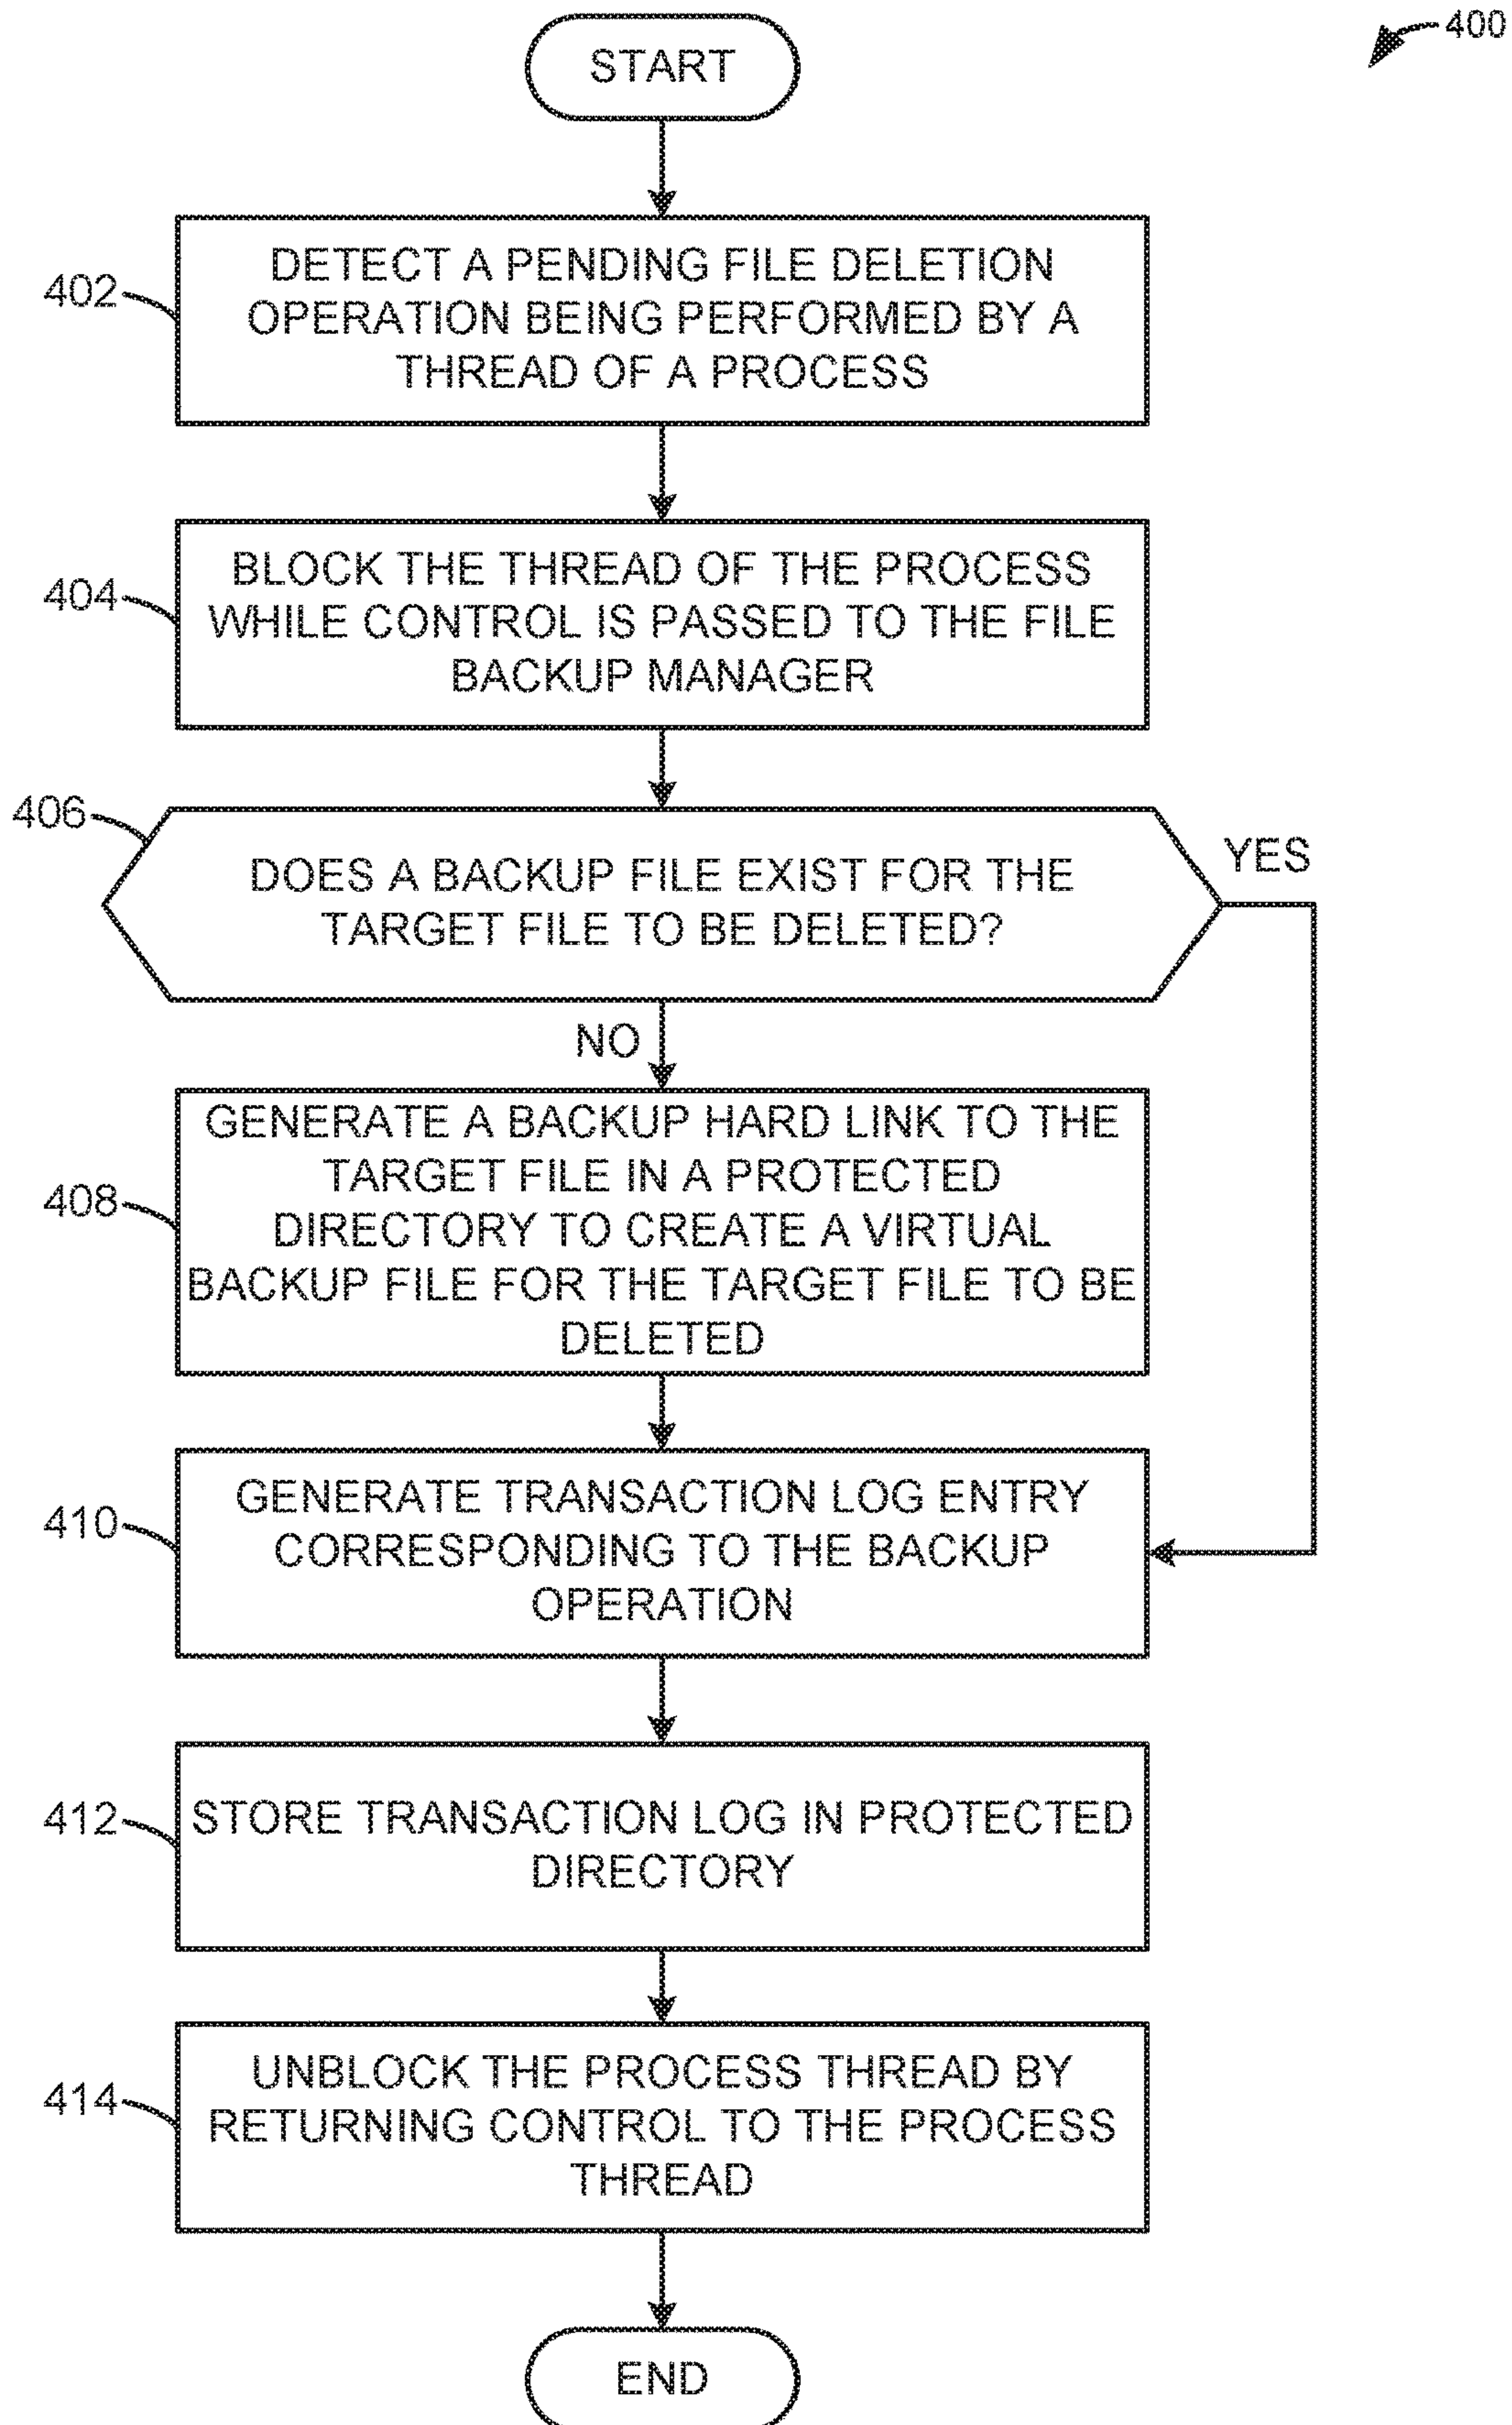 400
START
402
DETECT A PENDING FILE DELETION
OPERATION BEING PERFORMED BY A
THREAD OF A PROCESS
404
BLOCK THE THREAD OF THE PROCESS
WHILE CONTROL IS PASSED TO THE FILE
BACKUP MANAGER
406
DOES A BACKUP FILE EXIST FOR THE
TARGET FILE TO BE DELETED?
YES
NO
408
GENERATE A BACKUP HARD LINK TO THE
TARGET FILE IN A PROTECTED
DIRECTORY TO CREATE A VIRTUAL
BACKUP FILE FOR THE TARGET FILE TO BE
DELETED
410
GENERATE TRANSACTION LOG ENTRY
CORRESPONDING TO THE BACKUP
OPERATION
412
STORE TRANSACTION LOG IN PROTECTED
DIRECTORY
414
UNBLOCK THE PROCESS THREAD BY
RETURNING CONTROL TO THE PROCESS
THREAD
END